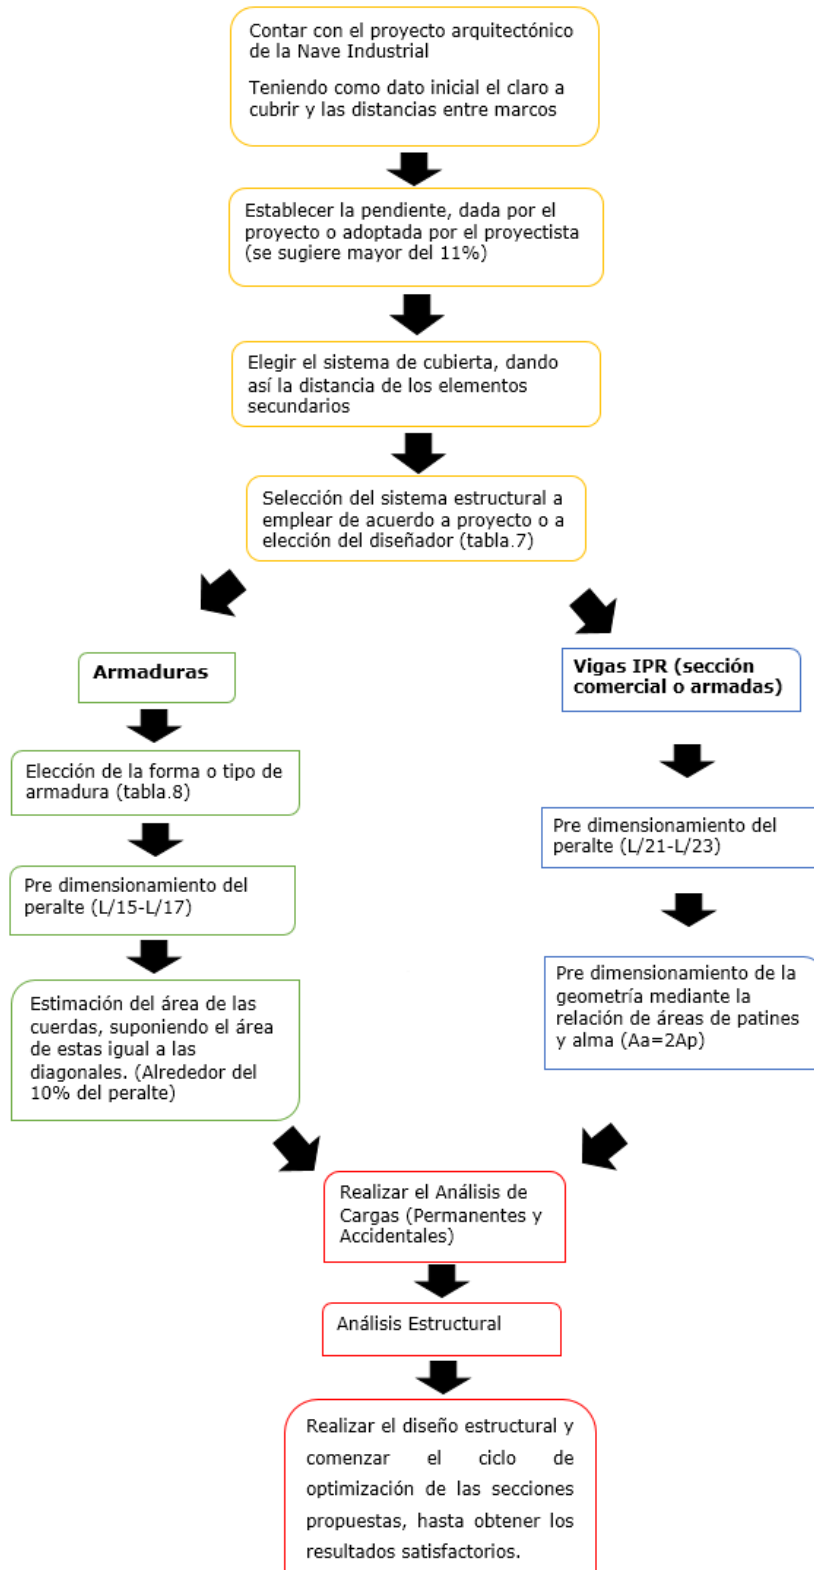 Contar con el proyecto arquitectónico
de la Nave Industrial
Teniendo como dato inicial el claro a
cubrir y las distancias entre marcos
Establecer la pendiente, dada por el
proyecto o adoptada por el proyectista
(se sugiere mayor del 11%)
Elegir el sistema de cubierta, dando
así la distancia de los elementos
secundarios
Selección del sistema estructural a
emplear de acuerdo a proyecto o a
elección del diseñador (tabla.7)
Armaduras
Elección de la forma o tipo de
armadura (tabla.8)
Pre dimensionamiento del
peralte (L/15-L/17)
Estimación del área de las
cuerdas, suponiendo el área
de estas igual a las
diagonales. (Alrededor del
10% del peralte)
Vigas IPR (sección
comercial o armadas)
Pre dimensionamiento del
peralte (L/21-L/23)
Pre dimensionamiento de la
geometría mediante la
relación de áreas de patines
y alma (Aa=2Ap)
Realizar el Análisis de
Cargas (Permanentes y
Accidentales)
Análisis Estructural
Realizar el diseño estructural y
comenzar el ciclo de
optimización de las secciones
propuestas, hasta obtener los
resultados satisfactorios.